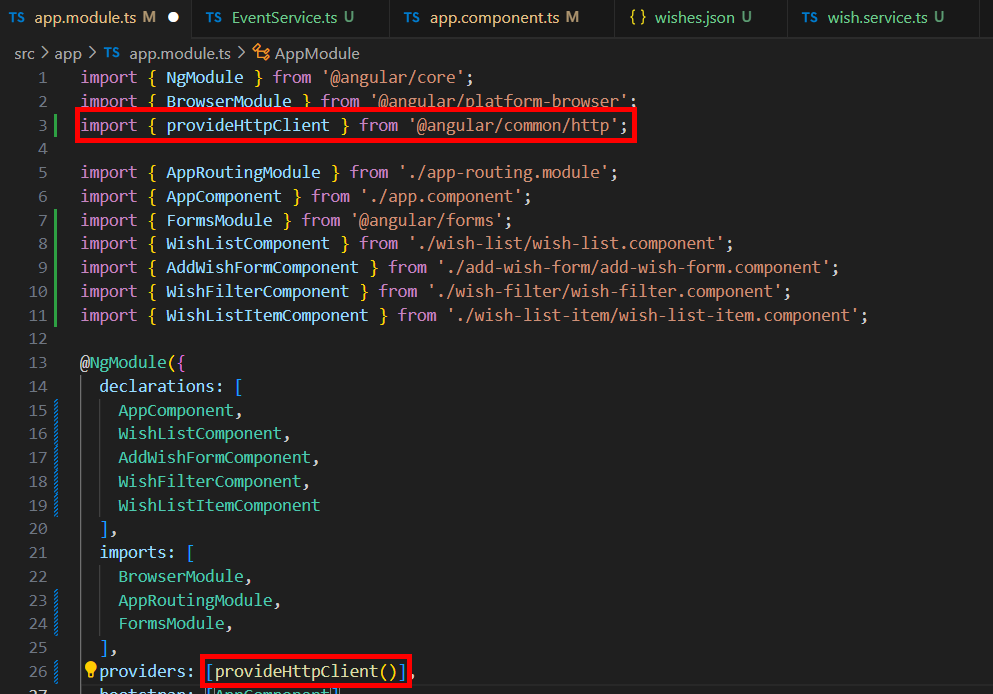 TS app.module.ts M TS EventService.ts U TS app.component.ts M {} wishes.json U TS wish.service.ts U
src > app > TS app.module.ts > AppModule
1 import { NgModule } from '@angular/core';
2 import { BrowserModule } from '@angular/platform-browser';
3 import { provideHttpClient } from '@angular/common/http';
4
5 import { AppRoutingModule } from './app-routing.module';
6 import { AppComponent } from './app.component';
7 import { FormsModule } from '@angular/forms';
8 import { WishListComponent } from './wish-list/wish-list.component';
9 import { AddWishFormComponent } from './add-wish-form/add-wish-form.component';
10 import { WishFilterComponent } from './wish-filter/wish-filter.component';
11 import { WishListItemComponent } from './wish-list-item/wish-list-item.component';
12
13 @NgModule({
14 declarations: [
15 AppComponent,
16 WishListComponent,
17 AddWishFormComponent,
18 WishFilterComponent,
19 WishListItemComponent
20 ],
21 imports: [
22 BrowserModule,
23 AppRoutingModule,
24 FormsModule,
25 ],
26 providers: [provideHttpClient()],
27 bootstrap: [AppComponent]